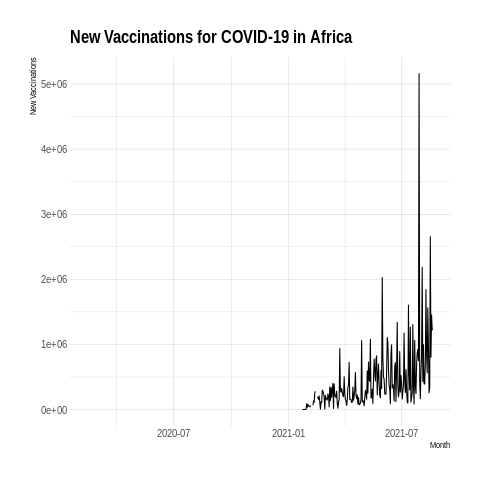 New Vaccinations for COVID-19 in Africa
New Vaccinations
5e+06
4e+06
3e+06
2e+06
1e+06
0e+00
2020-07
2021-01
2021-07
Month